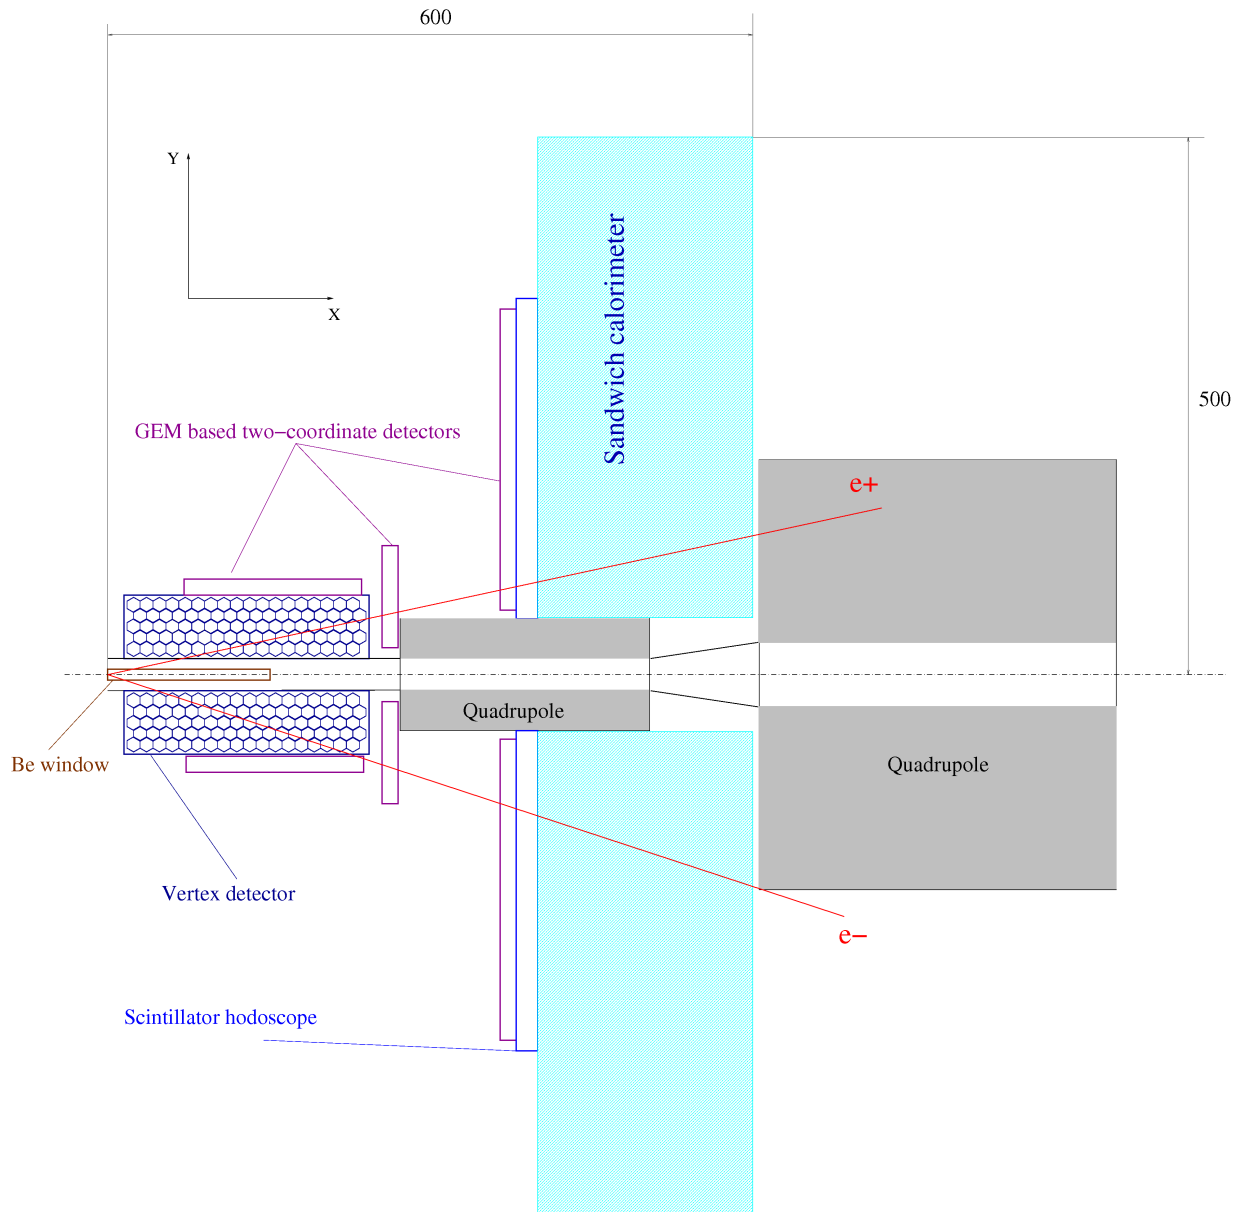 600
Y
X
Sandwich calorimeter
500
GEM based two−coordinate detectors
e+
Quadrupole
Be window
Quadrupole
Vertex detector
e−
Scintillator hodoscope